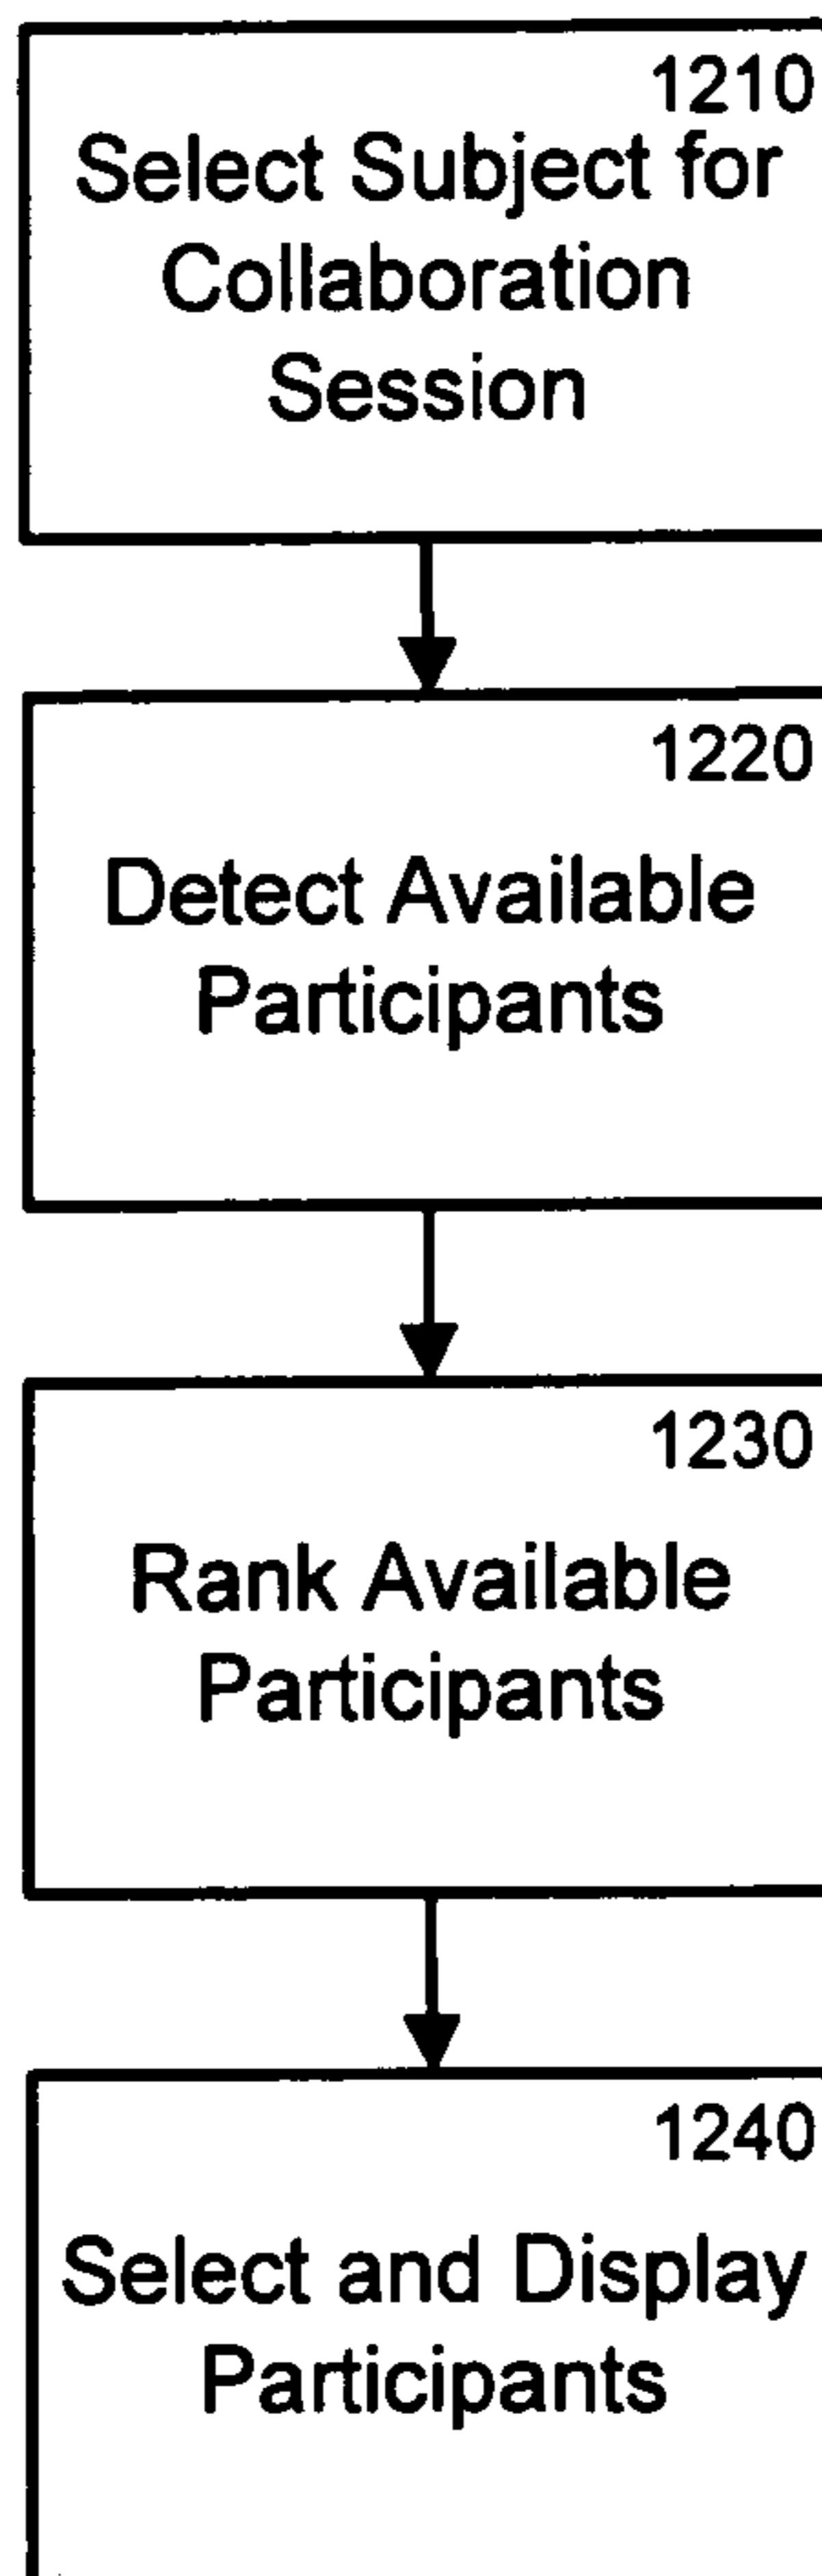 1210
Select Subject for
Collaboration
Session
1220
Detect Available
Participants
1230
Rank Available
Participants
1240
Select and Display
Participants